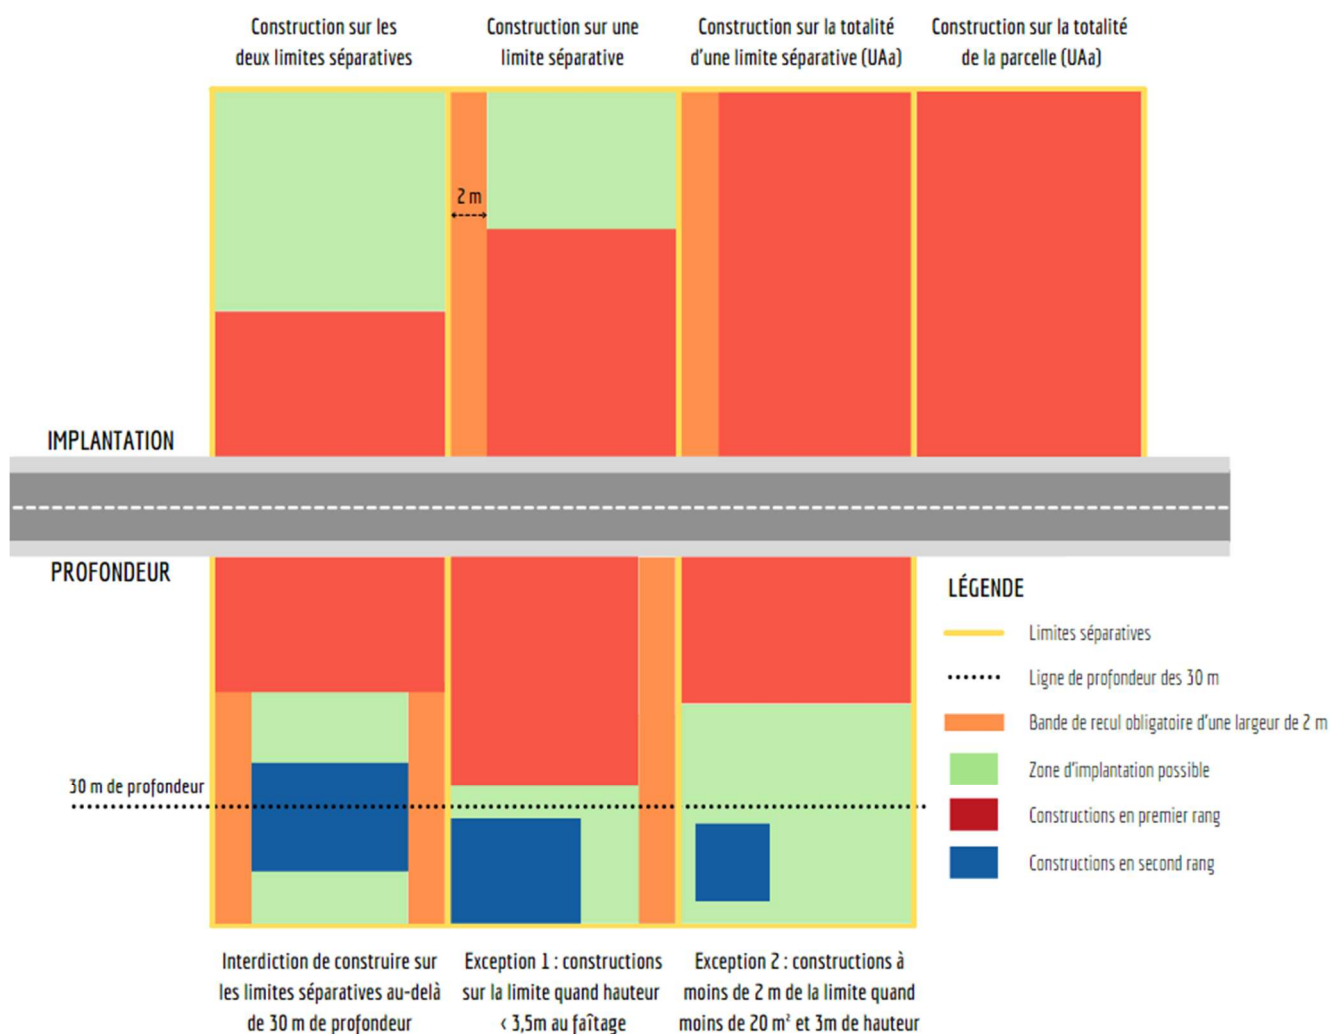 Construction sur les
deux limites séparatives
Construction sur une
limite séparative
Construction sur la totalité
d'une limite séparative (UAa)
Construction sur la totalité
de la parcelle (UAa)
2 m
IMPLANTATION
PROFONDEUR
30 m de profondeur
LÉGENDE
Limites séparatives
Ligne de profondeur des 30 m
Bande de recul obligatoire d'une largeur de 2 m
Zone d'implantation possible
Constructions en premier rang
Constructions en second rang
Interdiction de construire sur
les limites séparatives au-delà
de 30 m de profondeur
Exception 1 : constructions
sur la limite quand hauteur
< 3,5m au faîtage
Exception 2 : constructions à
moins de 2 m de la limite quand
moins de 20 m² et 3m de hauteur